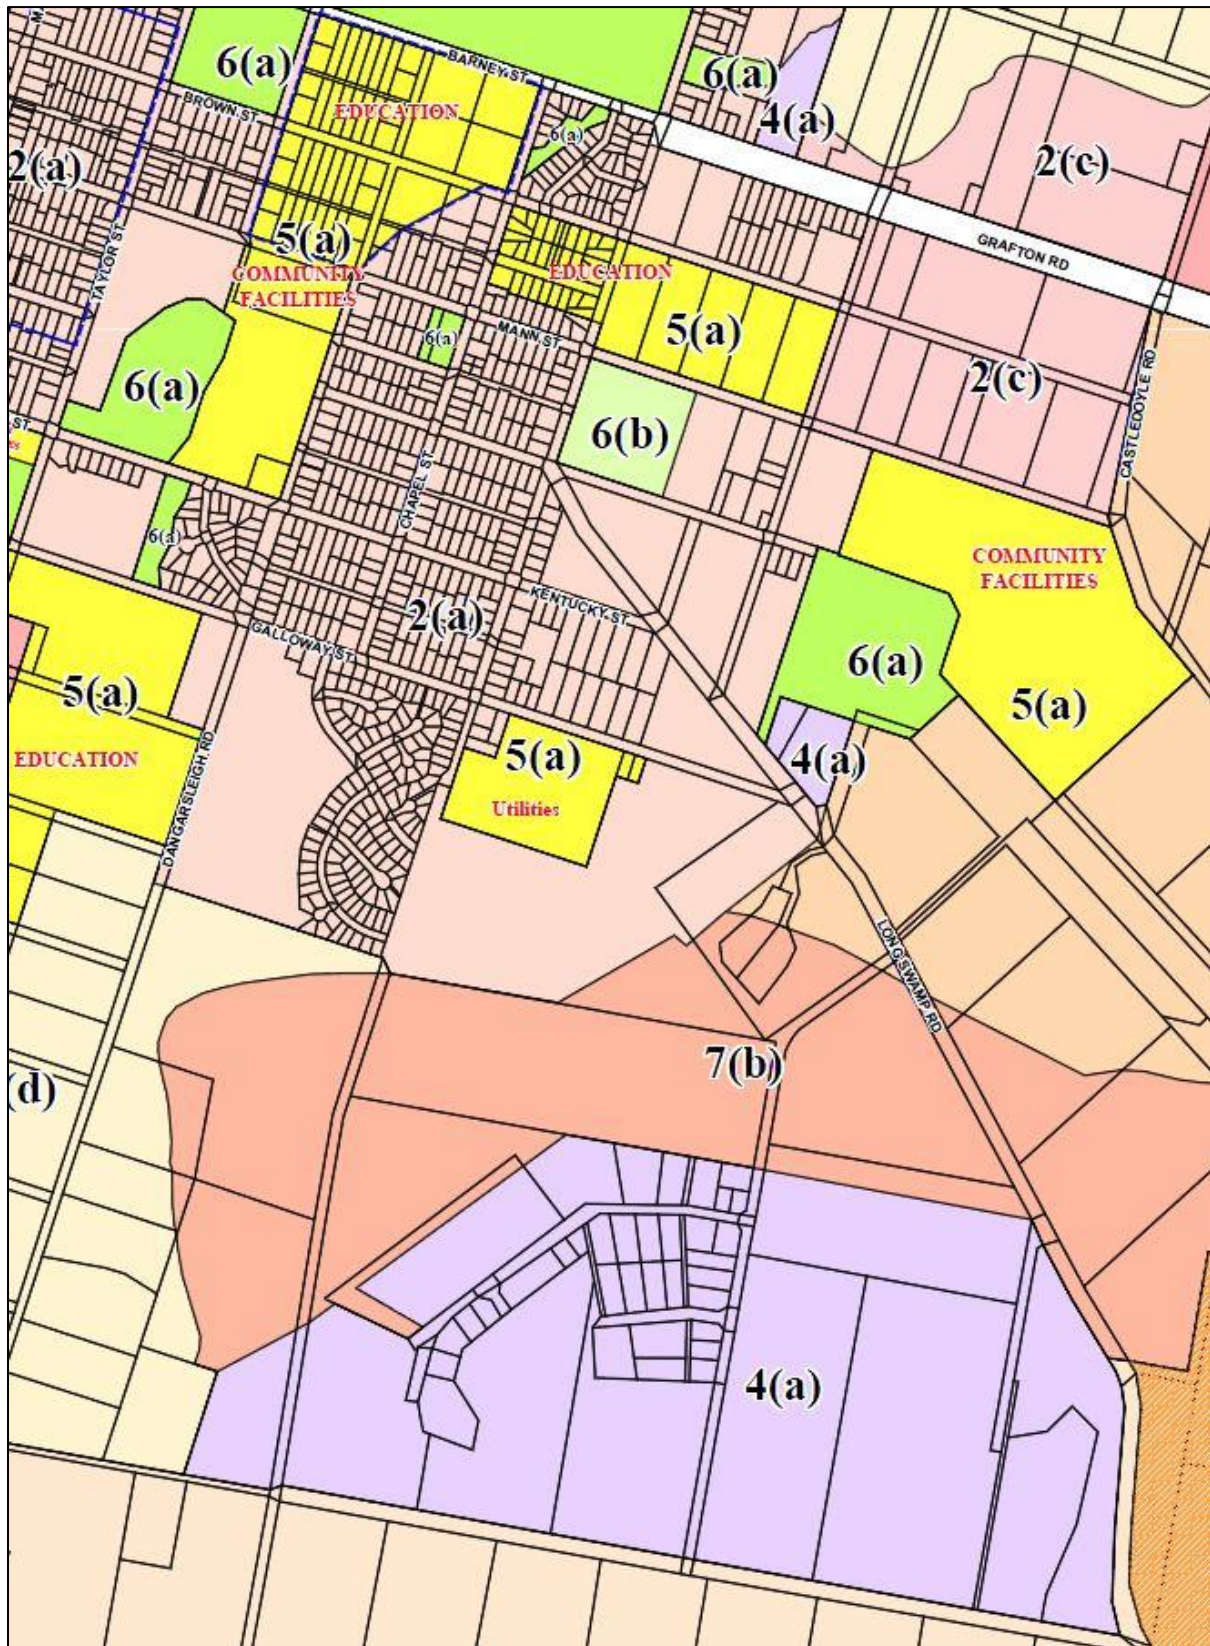 6(a)
BARNEY ST
6(a)
BROWN ST
EDUCATION
4(a)
6(a)
2(a)
2(c)
TAYLOR ST
5(a)
COMMUNITY
FACILITIES
GRAFTON RD
EDUCATION
6(a)
MANN ST
5(a)
6(a)
2(c)
CASTLEDOYLE RD
ST
6(b)
CHAPEL ST
6(a)
COMMUNITY
FACILITIES
KENTUCKY ST
2(a)
GALLOWAY ST
6(a)
5(a)
5(a)
EDUCATION
DANGARSLEIGH RD
5(a)
Utilities
4(a)
LONG SWAMP RD
7(b)
(d)
4(a)